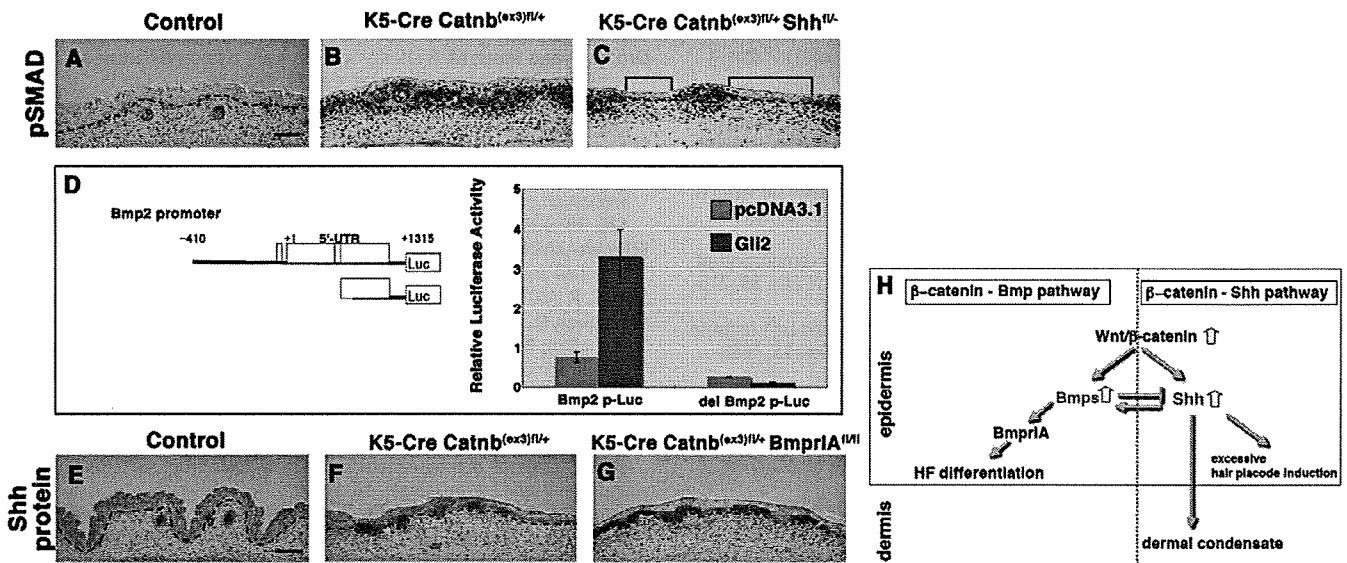 Control
K5-Cre Catnb(ex3)fl/+
K5-Cre Catnb(ex3)fl/+ Shhfl/-
pSMAD
A
B
C
D
Bmp2 promoter
-410
+1
5'-UTR
+1315
Luc
Luc
Relative Luciferase Activity
5
4
3
2
1
0
pcDNA3.1
Gli2
Bmp2 p-Luc
del Bmp2 p-Luc
Control
K5-Cre Catnb(ex3)fl/+
K5-Cre Catnb(ex3)fl/+ BmprIAfl/fl
Shh protein
E
F
G
H
β-catenin - Bmp pathway
β-catenin - Shh pathway
Wnt/β-catenin
epidermis
Bmps
Shh
BmprIA
HF differentiation
excessive
hair placode induction
dermis
dermal condensate